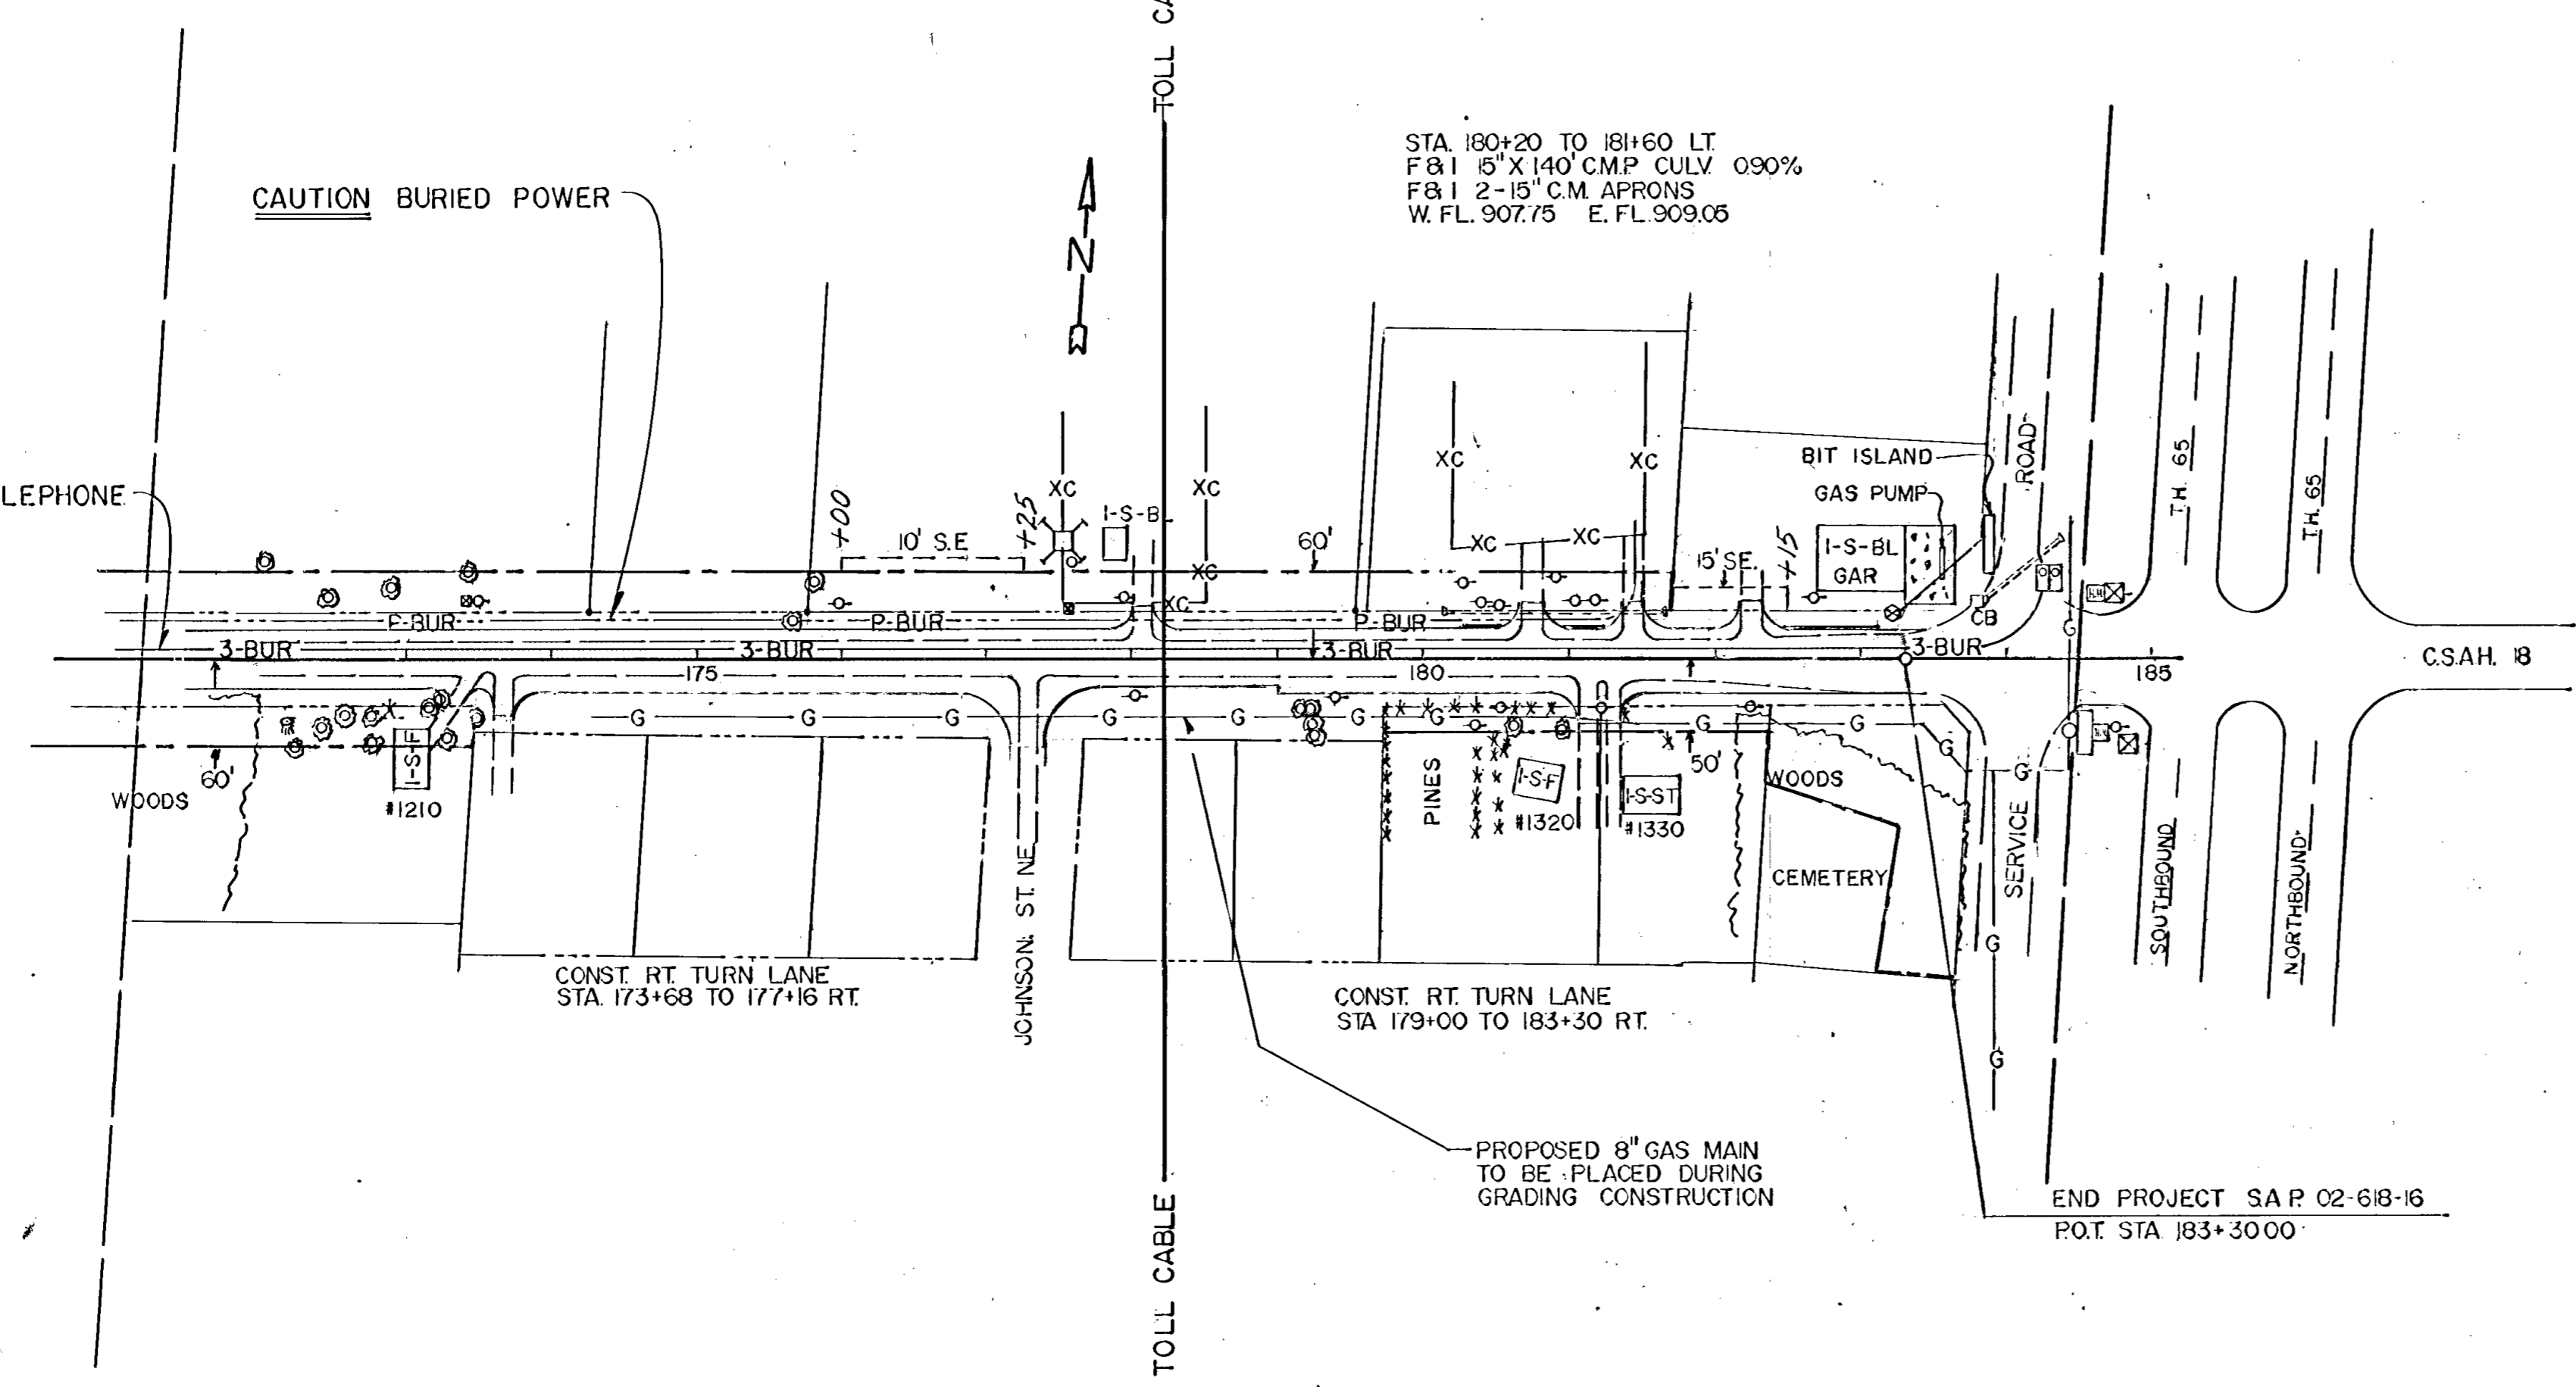 TOLL CA
STA. 180+20 TO 181+60 LT.
F & I 15" X 140' C.M.P. CULV. 0.90%
F & I 2-15" C.M. APRONS
W. FL. 907.75 E. FL. 909.05
CAUTION BURIED POWER
N
LEPHONE
+00
10' S.E.
+25
XC
I-S-B
XC
XC
XC
60'
XC
XC
XC
XC
15' S.E.
+15
BIT ISLAND
GAS PUMP
I-S-BL
GAR
ROAD
CB
T.H. 65
T.H. 65
P-BUR
P-BUR
P-BUR
3-BUR
3-BUR
3-BUR
3-BUR
G
175
180
185
C.S.A.H. 18
G
G
G
G
G
G
G
G
G
G
G
60'
WOODS
I-S-F
#1210
PINES
I-S-F
#1320
I-S-ST
#1330
50'
WOODS
CEMETERY
SERVICE
SOUTHBOUND
NORTHBOUND
G
G
JOHNSON ST. NE
CONST. RT. TURN LANE
STA. 173+68 TO 177+16 RT.
CONST. RT. TURN LANE
STA 179+00 TO 183+30 RT.
PROPOSED 8" GAS MAIN
TO BE PLACED DURING
GRADING CONSTRUCTION
TOLL CABLE
END PROJECT S.A.P. 02-618-16
P.O.T. STA. 183+30.00